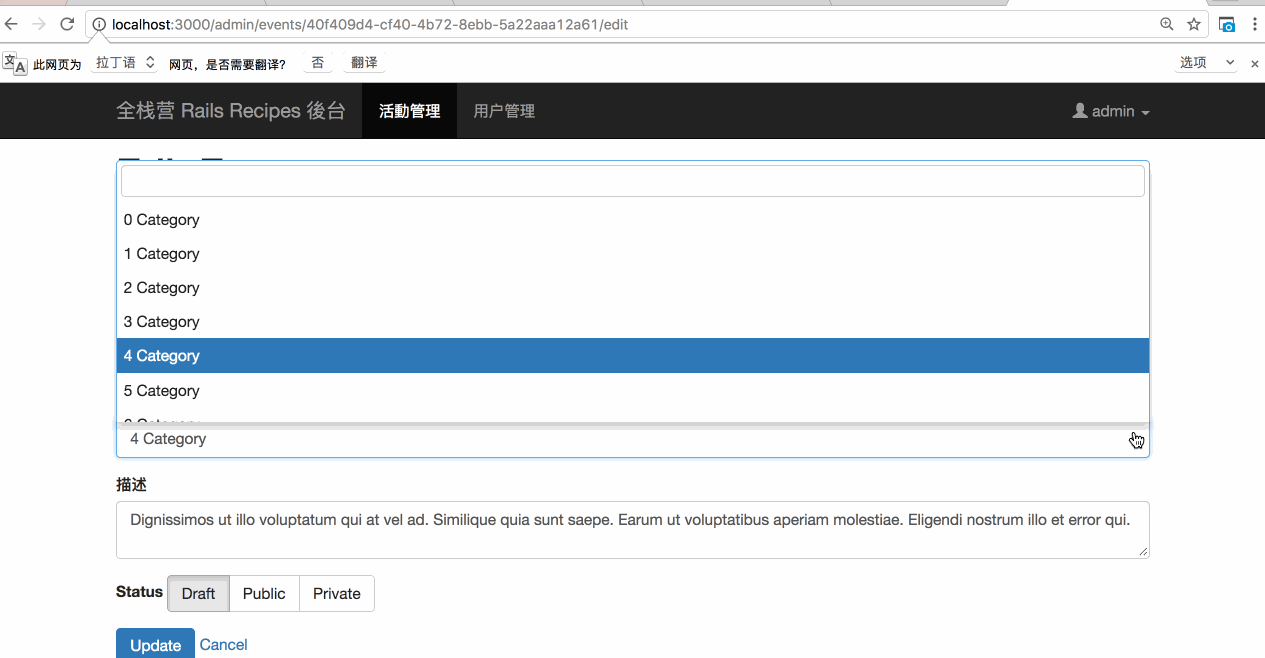 localhost:3000/admin/events/40f409d4-cf40-4b72-8ebb-5a22aaa12a61/edit
此网页为 拉丁语 网页，是否需要翻译? 否 翻译 选项
全栈营 Rails Recipes 後台 活動管理 用户管理 admin
0 Category
1 Category
2 Category
3 Category
4 Category
5 Category
4 Category
描述
Dignissimos ut illo voluptatum qui at vel ad. Similique quia sunt saepe. Earum ut voluptatibus aperiam molestiae. Eligendi nostrum illo et error qui.
Status Draft Public Private
Update Cancel